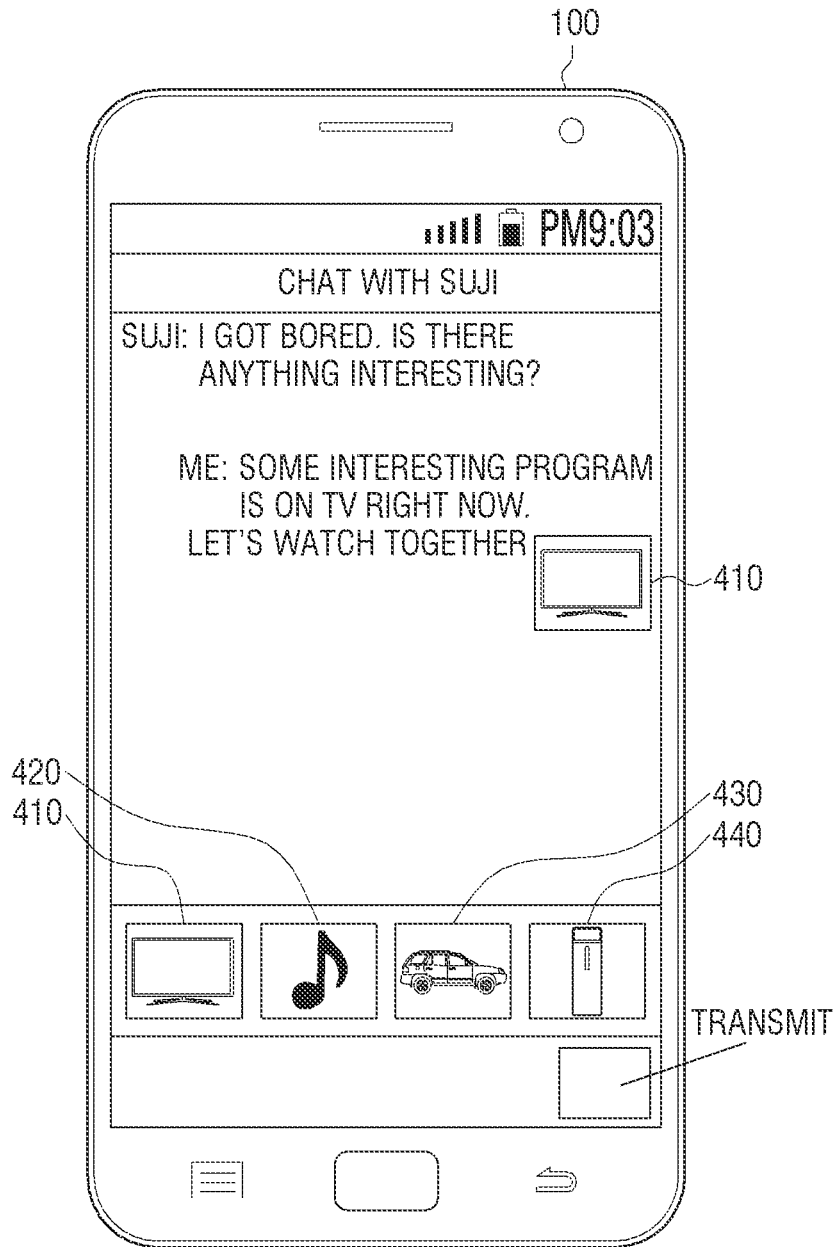 100
PM9:03
CHAT WITH SUJI
SUJI: I GOT BORED. IS THERE
ANYTHING INTERESTING?
ME: SOME INTERESTING PROGRAM
IS ON TV RIGHT NOW.
LET'S WATCH TOGETHER
410
420
410
430
440
TRANSMIT